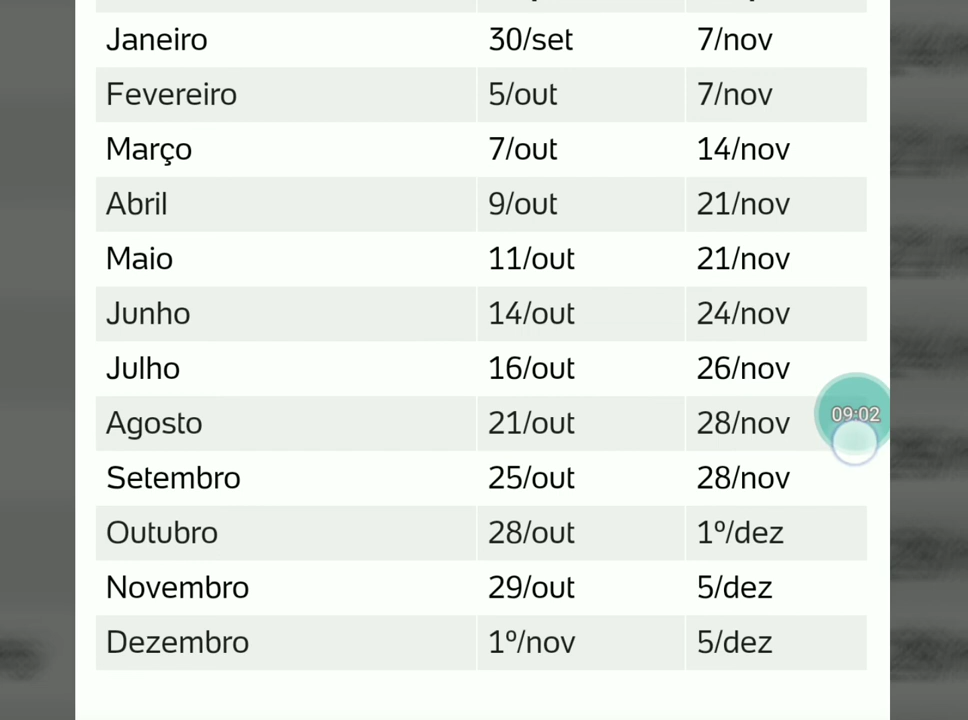 Janeiro 30/set 7/nov
Fevereiro 5/out 7/nov
Março 7/out 14/nov
Abril 9/out 21/nov
Maio 11/out 21/nov
Junho 14/out 24/nov
Julho 16/out 26/nov
Agosto 21/out 28/nov 09:02
Setembro 25/out 28/nov
Outubro 28/out 1º/dez
Novembro 29/out 5/dez
Dezembro 1º/nov 5/dez